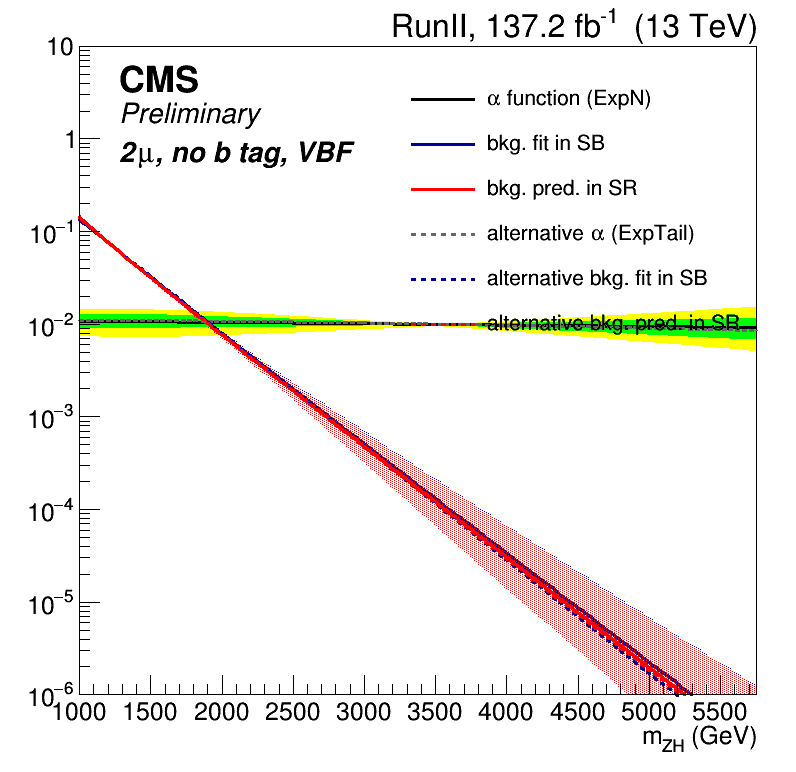 RunII, 137.2 fb⁻¹ (13 TeV)
10
CMS
Preliminary
2μ, no b tag, VBF
α function (ExpN)
bkg. fit in SB
bkg. pred. in SR
alternative α (ExpTail)
alternative bkg. fit in SB
alternative bkg. pred. in SR
1
10⁻¹
10⁻²
10⁻³
10⁻⁴
10⁻⁵
10⁻⁶
1000 1500 2000 2500 3000 3500 4000 4500 5000 5500
m_ZH (GeV)